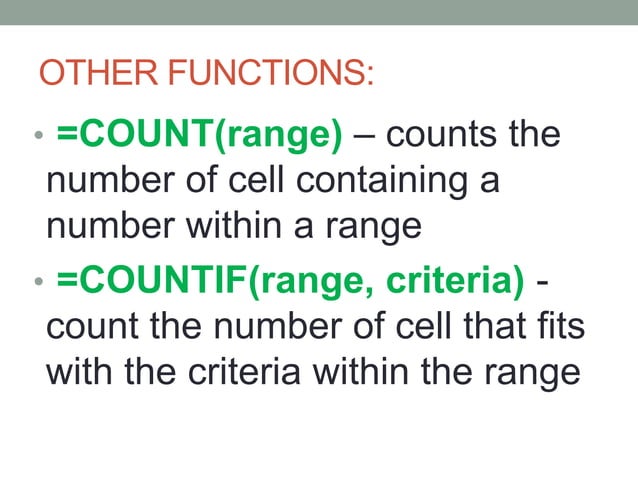 OTHER FUNCTIONS:
• =COUNT(range) – counts the
number of cell containing a
number within a range
• =COUNTIF(range, criteria) -
count the number of cell that fits
with the criteria within the range